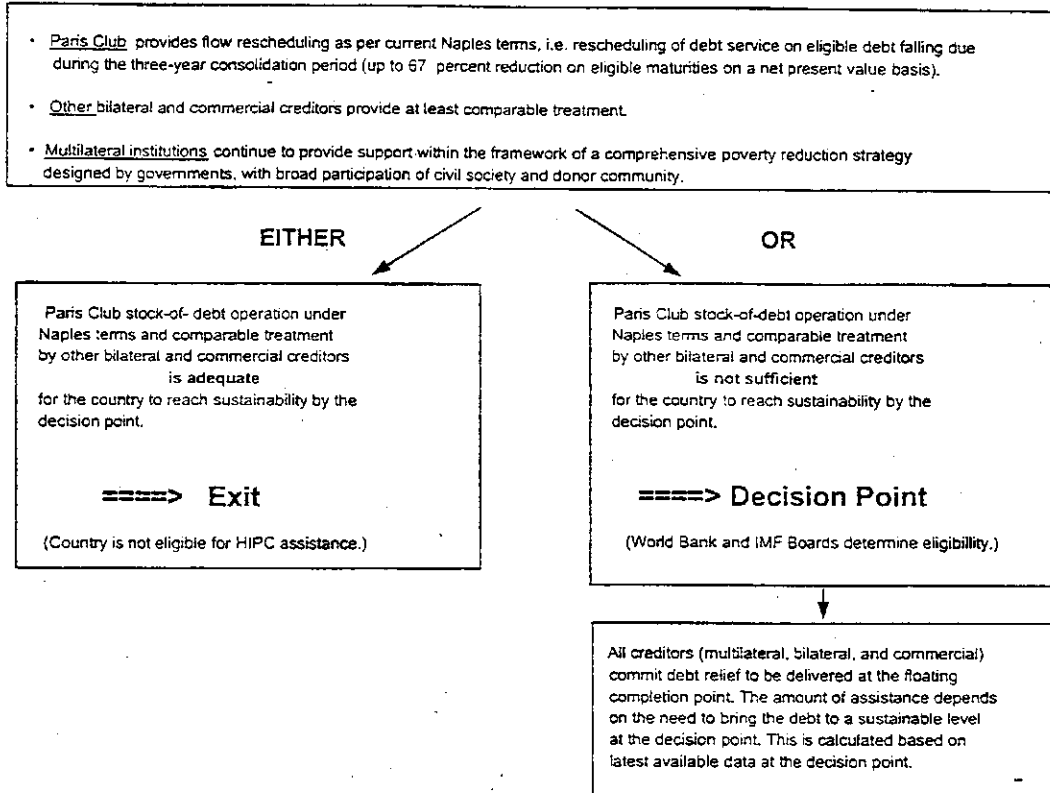 • Paris Club provides flow rescheduling as per current Naples terms, i.e. rescheduling of debt service on eligible debt falling due
during the three-year consolidation period (up to 67 percent reduction on eligible maturities on a net present value basis).
• Other bilateral and commercial creditors provide at least comparable treatment.
• Multilateral institutions continue to provide support within the framework of a comprehensive poverty reduction strategy
designed by governments, with broad participation of civil society and donor community.
EITHER
OR
Paris Club stock-of- debt operation under
Naples terms and comparable treatment
by other bilateral and commercial creditors
is adequate
for the country to reach sustainability by the
decision point.
====> Exit
(Country is not eligible for HIPC assistance.)
Paris Club stock-of-debt operation under
Naples terms and comparable treatment
by other bilateral and commercial creditors
is not sufficient
for the country to reach sustainability by the
decision point.
====> Decision Point
(World Bank and IMF Boards determine eligibillity.)
All creditors (multilateral, bilateral, and commercial)
commit debt relief to be delivered at the floating
completion point. The amount of assistance depends
on the need to bring the debt to a sustainable level
at the decision point. This is calculated based on
latest available data at the decision point.